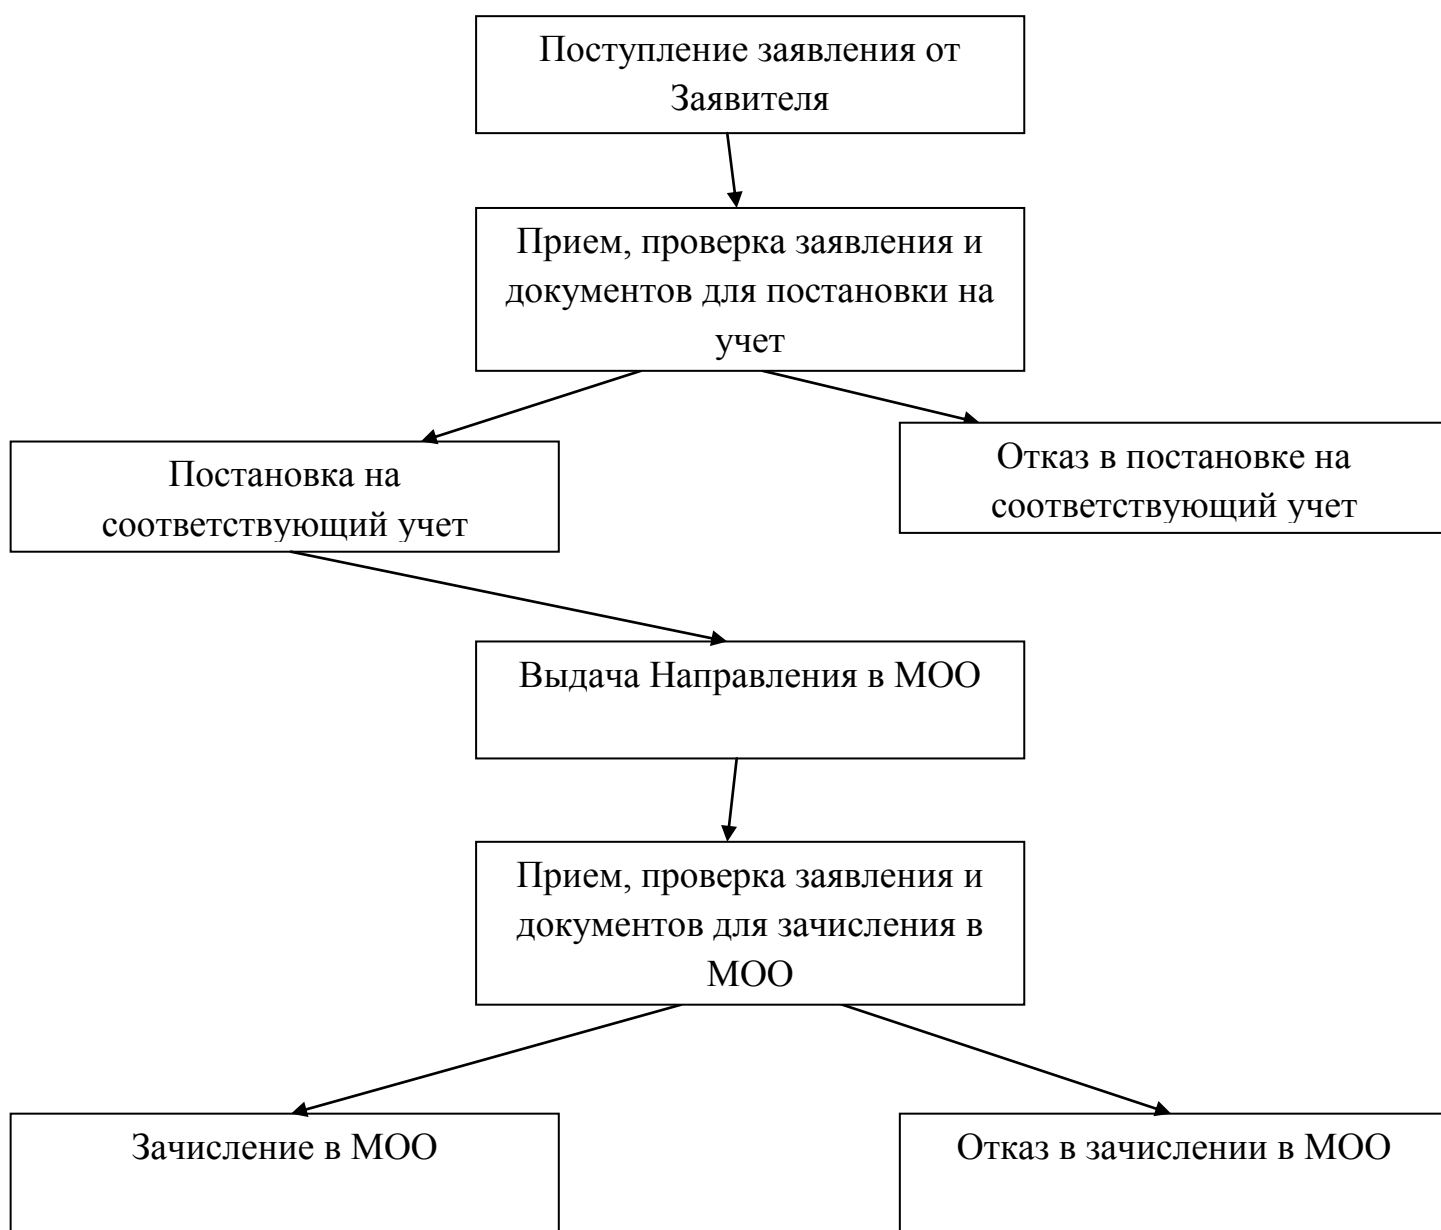 Поступление заявления от
Заявителя
Прием, проверка заявления и
документов для постановки на
учет
Постановка на
соответствующий учет
Отказ в постановке на
соответствующий учет
Выдача Направления в МОО
Прием, проверка заявления и
документов для зачисления в
МОО
Зачисление в МОО
Отказ в зачислении в МОО